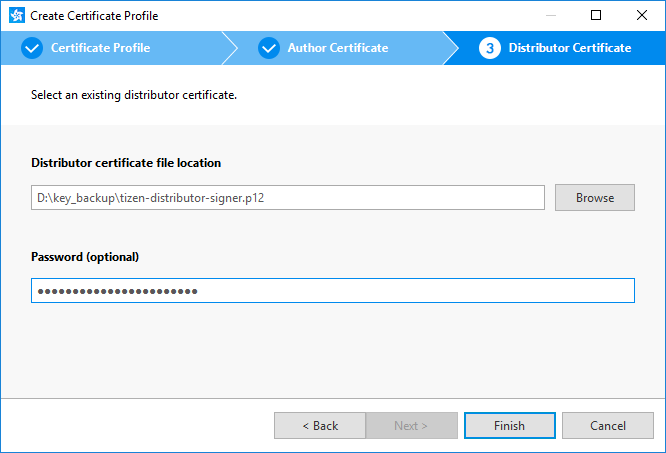 Create Certificate Profile
Certificate Profile
Author Certificate
3 Distributor Certificate
Select an existing distributor certificate.
Distributor certificate file location
D:\key_backup\tizen-distributor-signer.p12
Browse
Password (optional)
●●●●●●●●●●●●●●●●●●●●●●●
< Back
Next >
Finish
Cancel